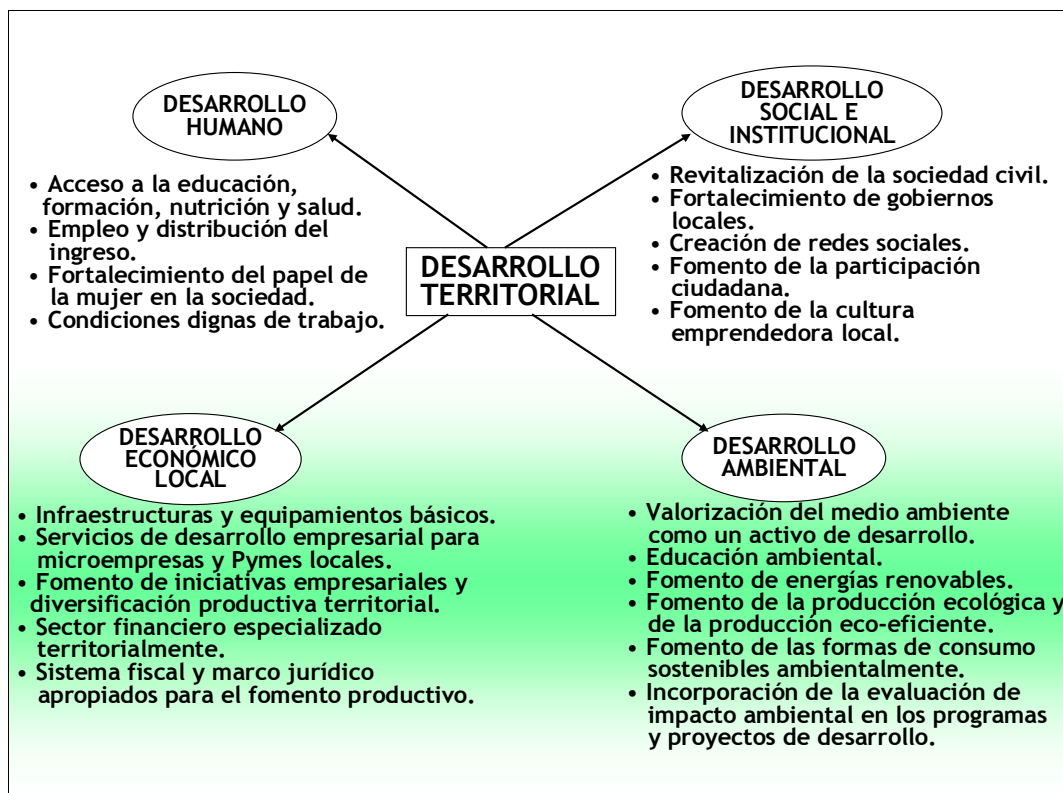 DESARROLLO
HUMANO
• Acceso a la educación,
formación, nutrición y salud.
• Empleo y distribución del
ingreso.
• Fortalecimiento del papel de
la mujer en la sociedad.
• Condiciones dignas de trabajo.
DESARROLLO
SOCIAL E
INSTITUCIONAL
• Revitalización de la sociedad civil.
• Fortalecimiento de gobiernos
locales.
• Creación de redes sociales.
• Fomento de la participación
ciudadana.
• Fomento de la cultura
emprendedora local.
DESARROLLO
TERRITORIAL
DESARROLLO
ECONÓMICO
LOCAL
• Infraestructuras y equipamientos básicos.
• Servicios de desarrollo empresarial para
microempresas y Pymes locales.
• Fomento de iniciativas empresariales y
diversificación productiva territorial.
• Sector financiero especializado
territorialmente.
• Sistema fiscal y marco jurídico
apropiados para el fomento productivo.
DESARROLLO
AMBIENTAL
• Valorización del medio ambiente
como un activo de desarrollo.
• Educación ambiental.
• Fomento de energías renovables.
• Fomento de la producción ecológica y
de la producción eco-eficiente.
• Fomento de las formas de consumo
sostenibles ambientalmente.
• Incorporación de la evaluación de
impacto ambiental en los programas
y proyectos de desarrollo.